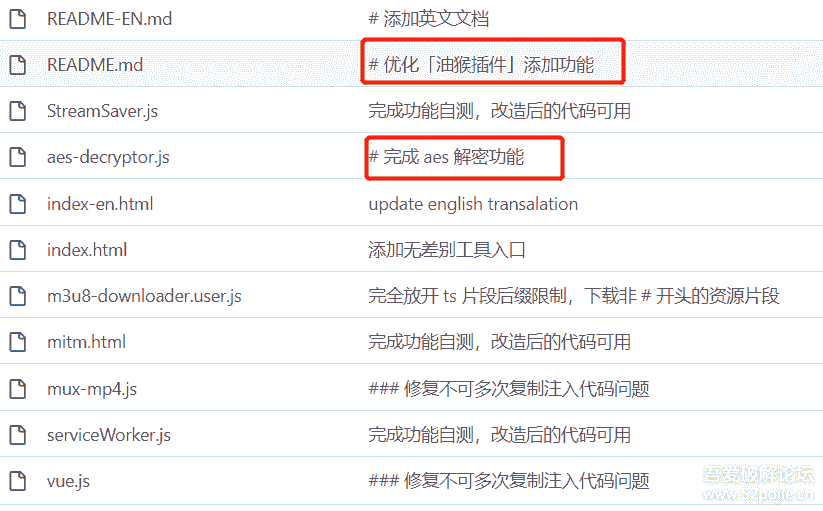 README-EN.md # 添加英文文档
README.md # 优化「油猴插件」添加功能
StreamSaver.js 完成功能自测，改造后的代码可用
aes-decryptor.js # 完成 aes 解密功能
index-en.html update english transalation
index.html 添加无差别工具入口
m3u8-downloader.user.js 完全放开 ts 片段后缀限制，下载非 # 开头的资源片段
mitm.html 完成功能自测，改造后的代码可用
mux-mp4.js ### 修复不可多次复制注入代码问题
serviceWorker.js 完成功能自测，改造后的代码可用
vue.js ### 修复不可多次复制注入代码问题
吾爱破解论坛
www.52pojie.cn